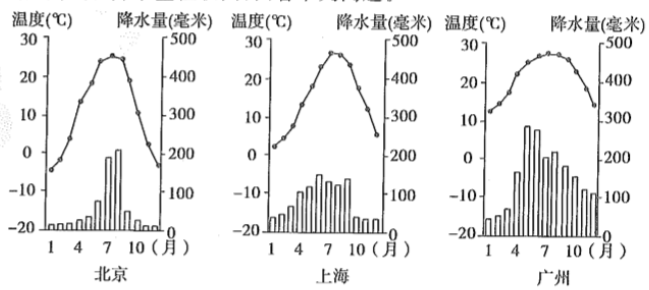 温度(℃) 降水量(毫米) 温度(℃) 降水量(毫米) 温度(℃) 降水量(毫米)
30 500 30 500 30 500
20 400 20 400 20 400
10 300 10 300 10 300
0 200 0 200 0 200
-10 100 -10 100 -10 100
-20 0 -20 0 -20 0
1 4 7 10 (月) 1 4 7 10 (月) 1 4 7 10 (月)
北京 上海 广州